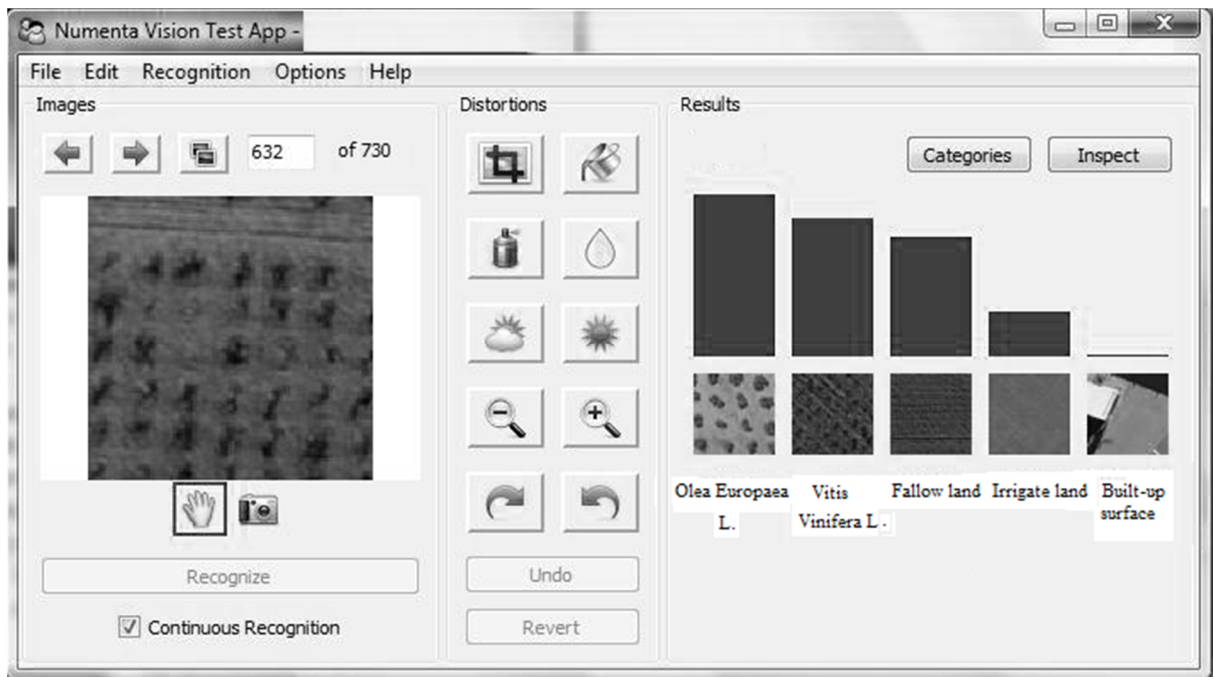 Numenta Vision Test App -
File Edit Recognition Options Help
Images
632 of 730
Recognize
Continuous Recognition
Distortions
Undo
Revert
Results
Categories Inspect
Olea Europaea
L.
Vitis
Vinifera L .
Fallow land
Irrigate land
Built-up
surface